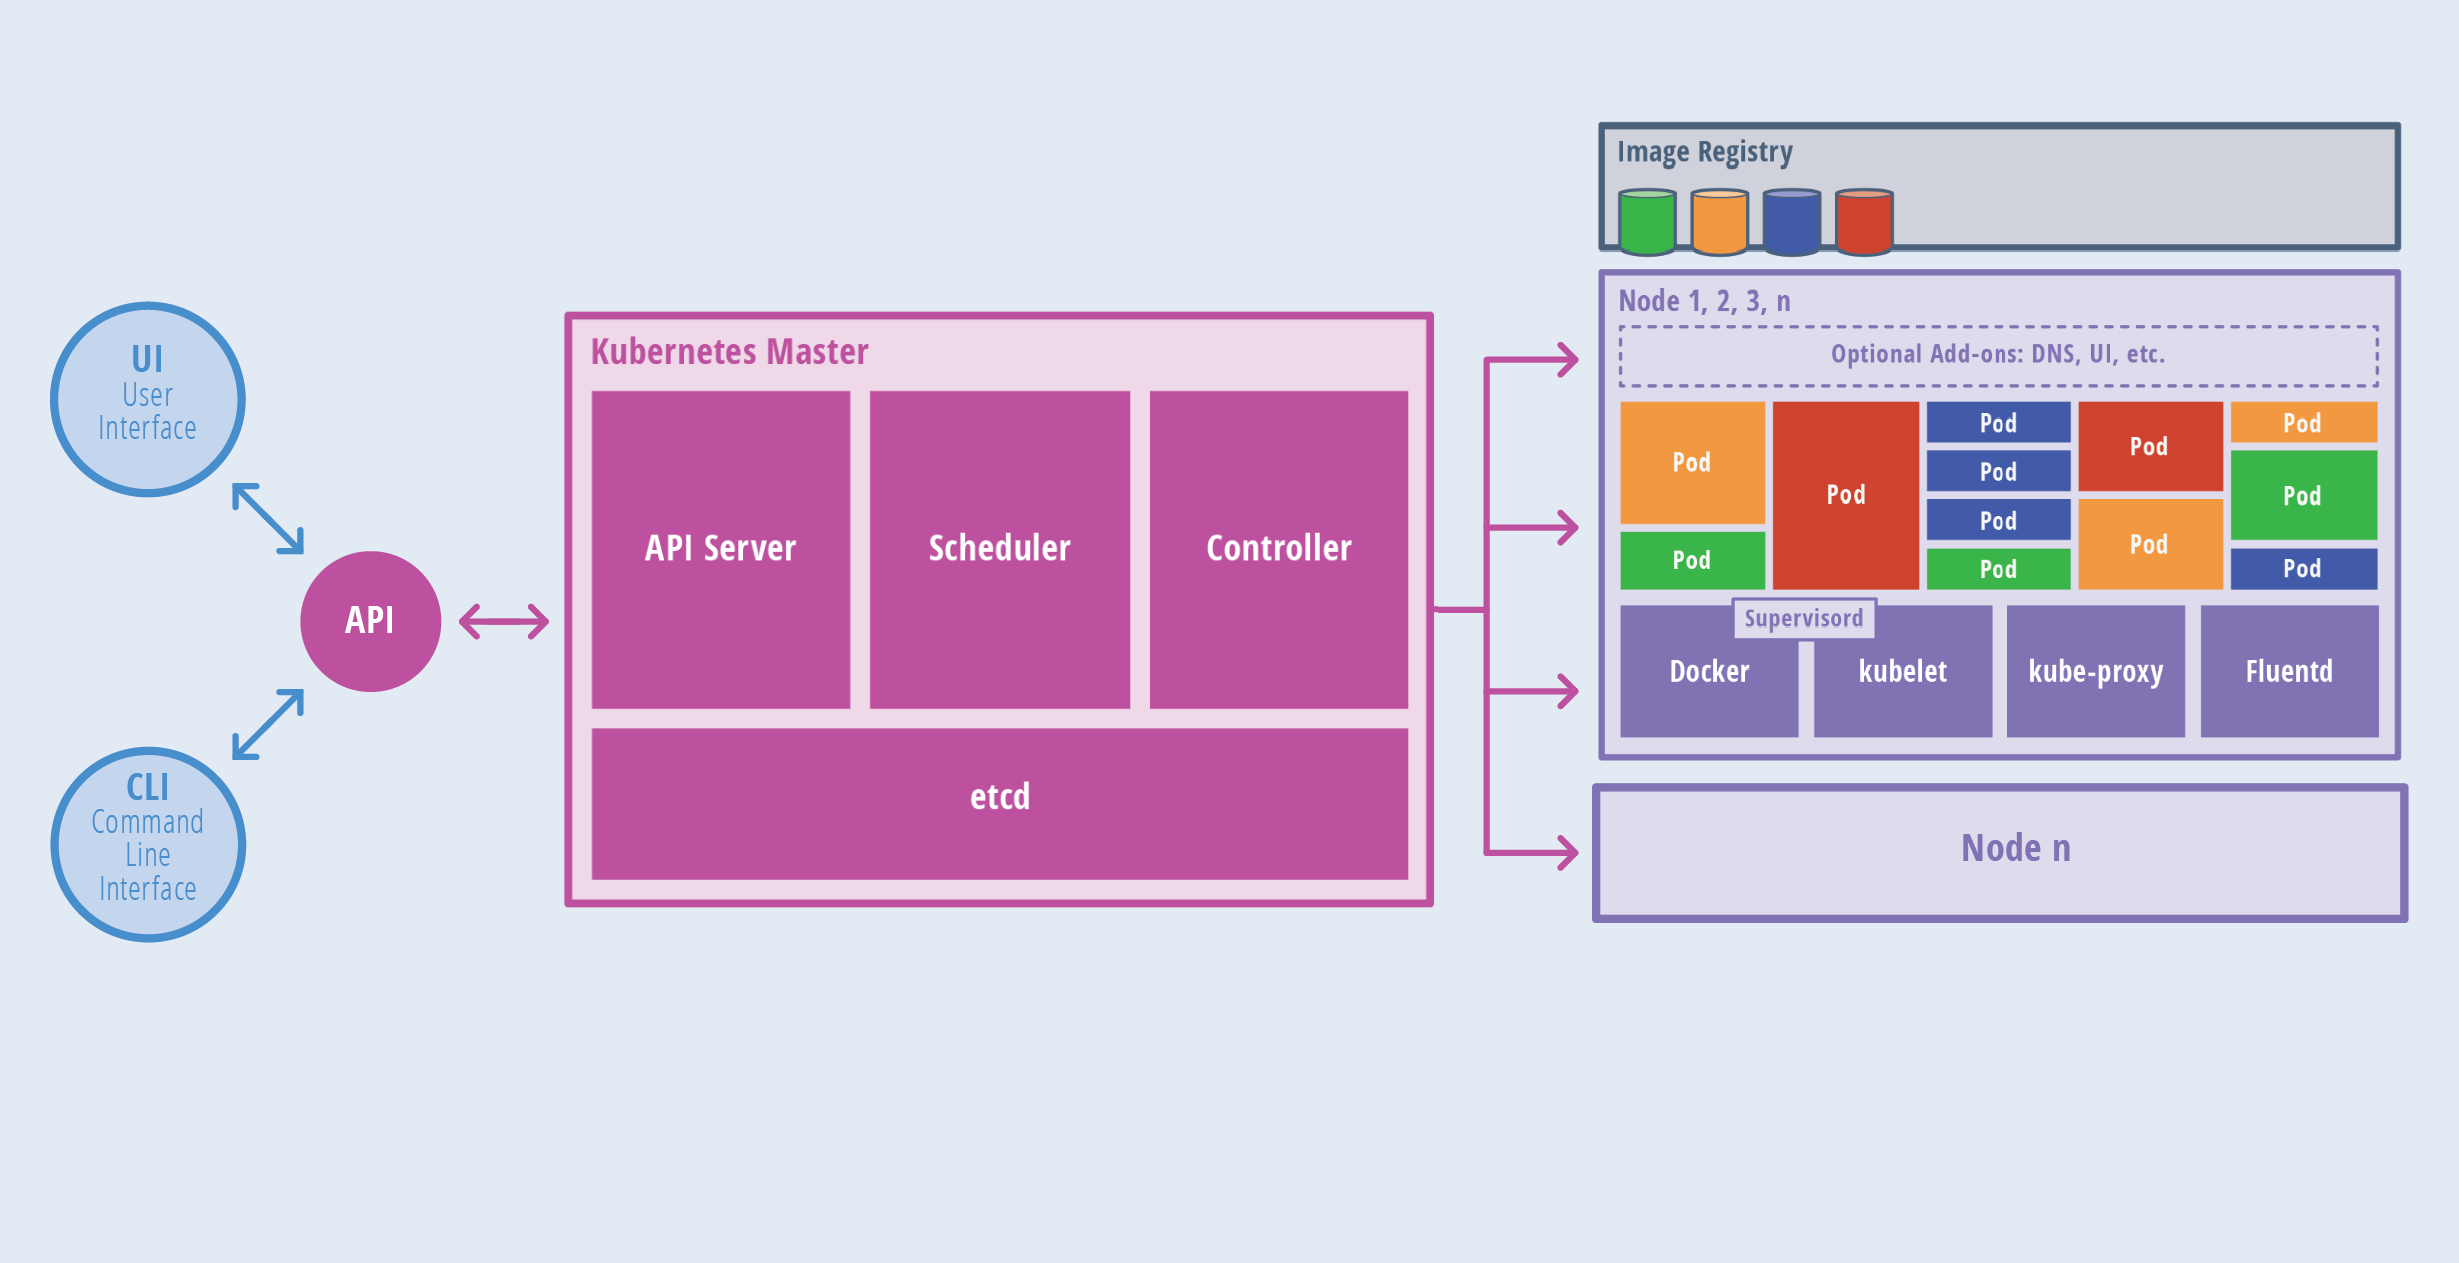 UI
User
Interface
API
CLI
Command
Line
Interface
Kubernetes Master
API Server
Scheduler
Controller
etcd
Image Registry
Node 1, 2, 3, n
Optional Add-ons: DNS, UI, etc.
Pod
Pod
Pod
Pod
Pod
Pod
Pod
Pod
Pod
Pod
Pod
Pod
Supervisord
Docker
kubelet
kube-proxy
Fluentd
Node n